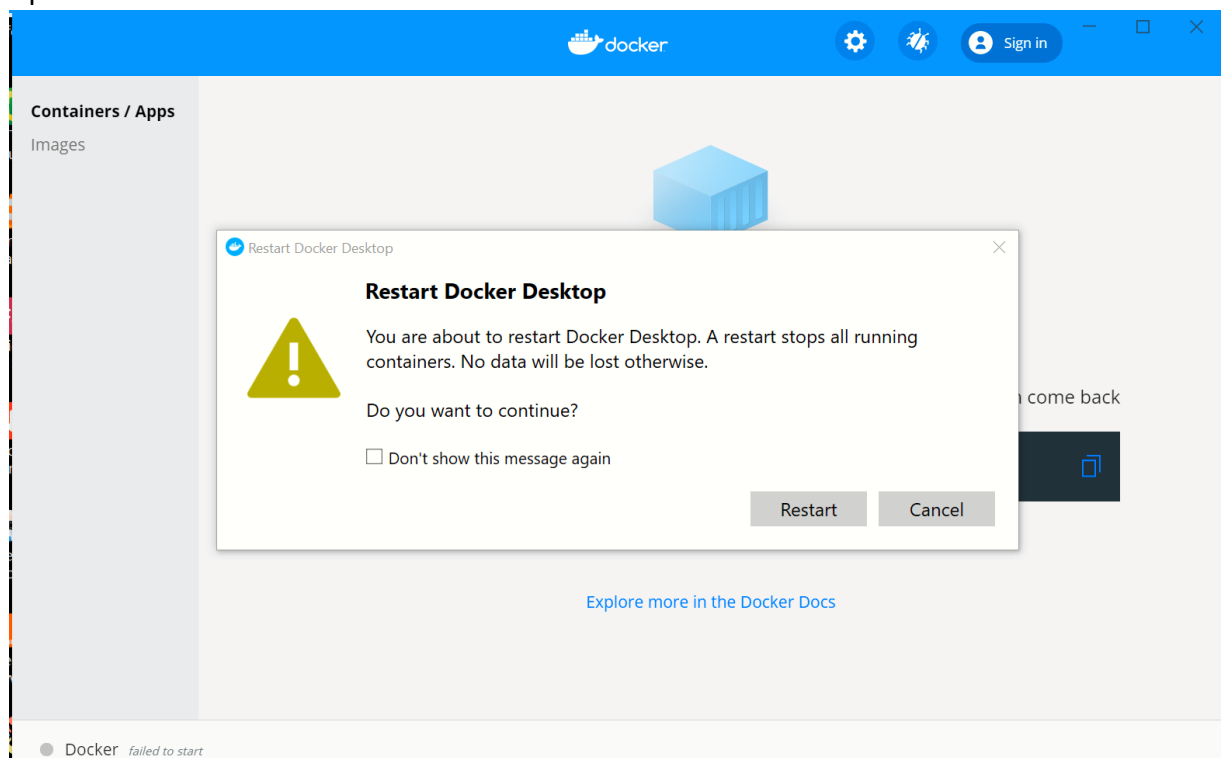 docker
Sign in
Containers / Apps
Images
Restart Docker Desktop
Restart Docker Desktop
You are about to restart Docker Desktop. A restart stops all running
containers. No data will be lost otherwise.
Do you want to continue?
come back
Don't show this message again
Restart Cancel
Explore more in the Docker Docs
Docker failed to start